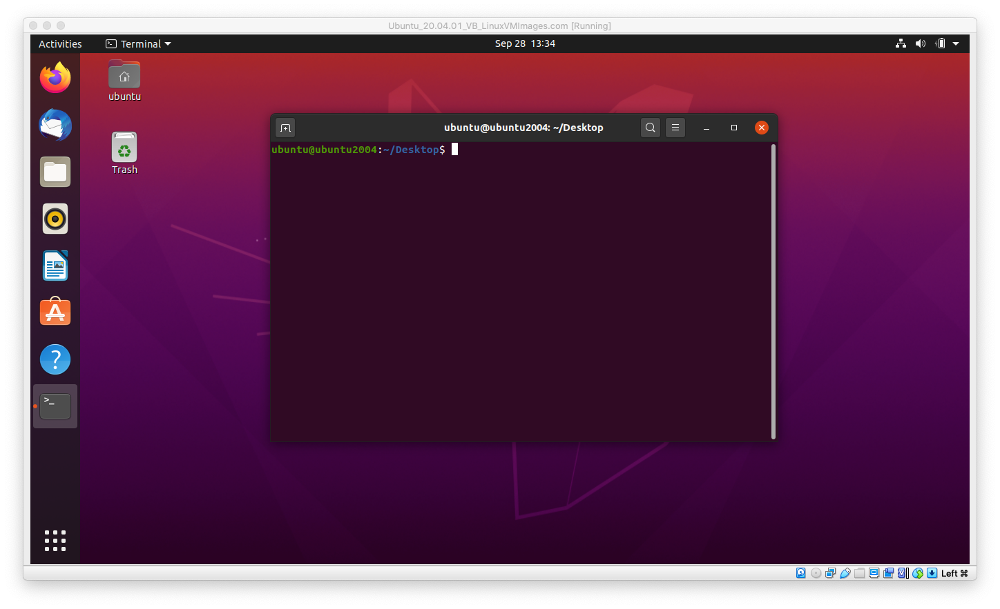 Ubuntu_20.04.01_VB_LinuxVMImages.com [Running]
Activities
Terminal
Sep 28 13:34
ubuntu
Trash
ubuntu@ubuntu2004: ~/Desktop
ubuntu@ubuntu2004:~/Desktop$
>_
?
Left ⌘